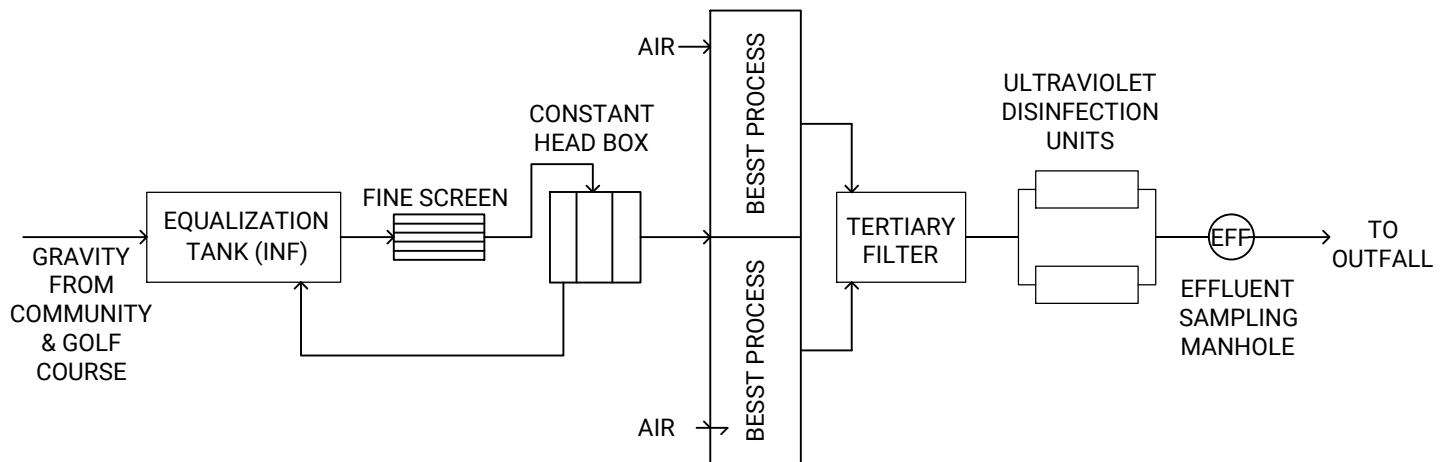 GRAVITY
FROM
COMMUNITY
& GOLF
COURSE
EQUALIZATION
TANK (INF)
FINE SCREEN
CONSTANT
HEAD BOX
AIR
BESST PROCESS
AIR
BESST PROCESS
TERTIARY
FILTER
ULTRAVIOLET
DISINFECTION
UNITS
EFF
EFFLUENT
SAMPLING
MANHOLE
TO
OUTFALL